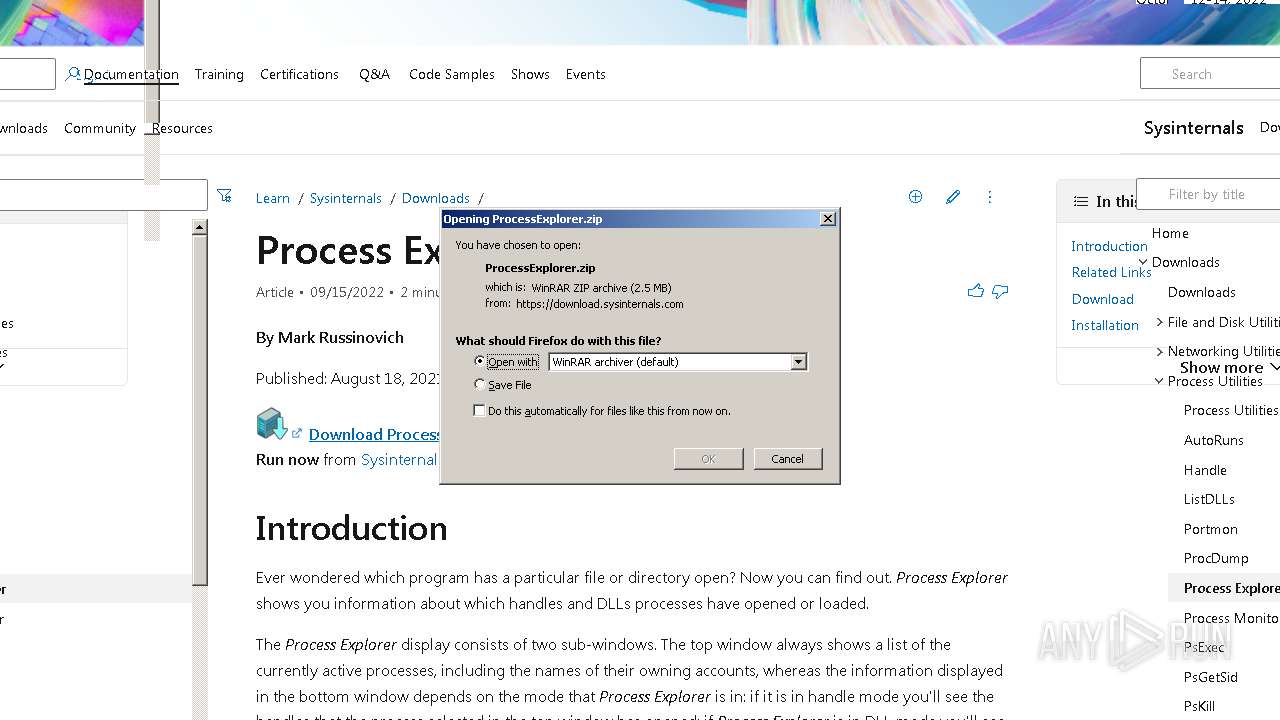 Documentation Training Certifications Q&A Code Samples Shows Events
Search
wnloads Community Resources
Sysinternals
Filter by title
Learn / Sysinternals / Downloads /
Opening ProcessExplorer.zip
You have chosen to open:
ProcessExplorer.zip
which is: WinRAR ZIP archive (2.5 MB)
from: https://download.sysinternals.com
What should Firefox do with this file?
Open with WinRAR archiver (default)
Save File
Do this automatically for files like this from now on.
OK Cancel
Process Ex
Article • 09/15/2022 • 2 minu
By Mark Russinovich
Published: August 18, 202
Download Process
Run now from Sysinternal
Introduction
Ever wondered which program has a particular file or directory open? Now you can find out. Process Explorer
shows you information about which handles and DLLs processes have opened or loaded.
The Process Explorer display consists of two sub-windows. The top window always shows a list of the
currently active processes, including the names of their owning accounts, whereas the information displayed
in the bottom window depends on the mode that Process Explorer is in: if it is in handle mode you'll see the
In this
Introduction
Related Links
Download
Installation
Show more
Home
Downloads
Downloads
File and Disk Utiliti
Networking Utilitie
Process Utilities
Process Utilities
AutoRuns
Handle
ListDLLs
Portmon
ProcDump
Process Explore
Process Monito
PsExec
PsGetSid
PsKill
ANY RUN